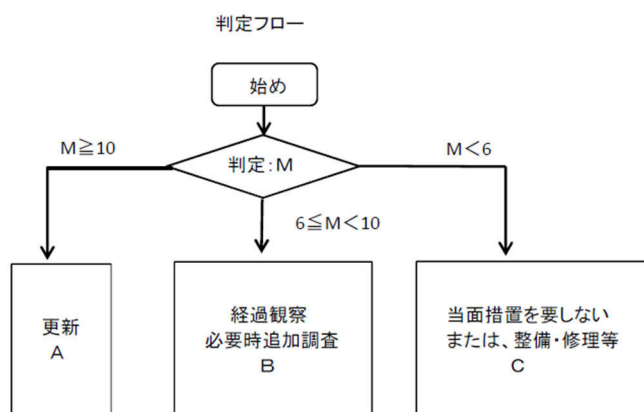 判定フロー
始め
判定：M
M≧10
M＜6
6≦M＜10
更新
A
経過観察
必要時追加調査
B
当面措置を要しない
または、整備・修理等
C